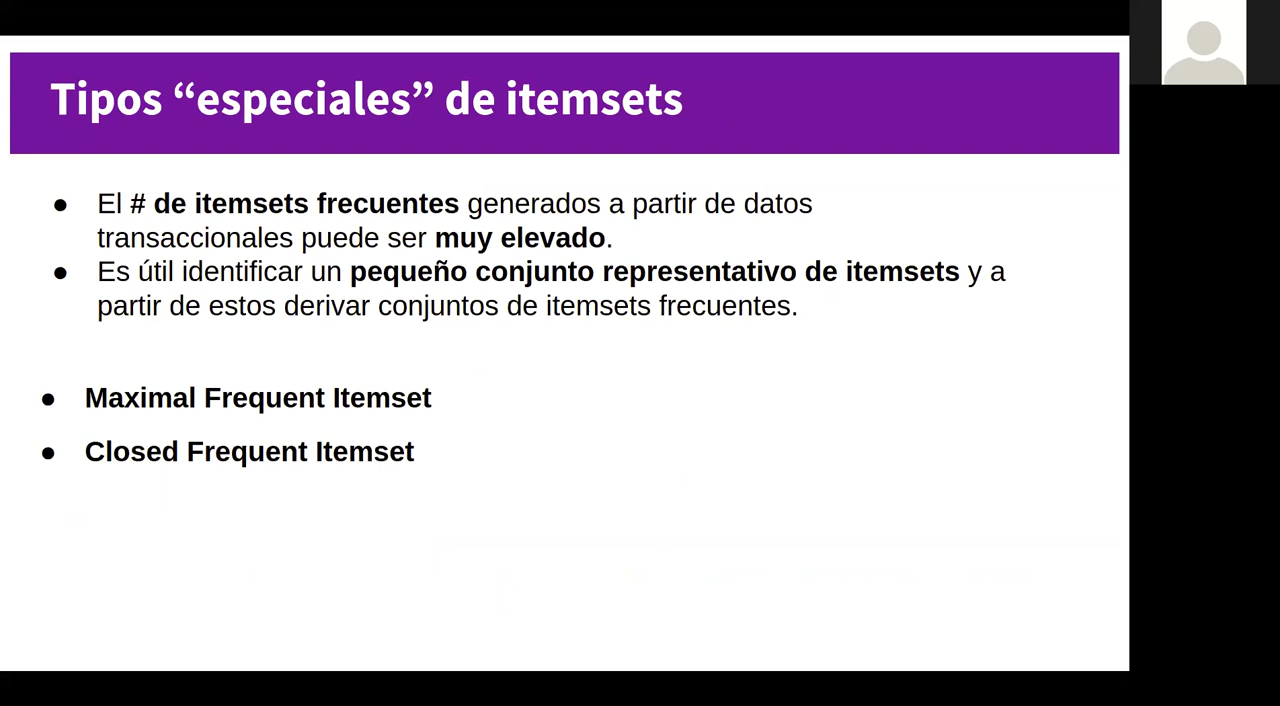 Tipos “especiales” de itemsets
● El # de itemsets frecuentes generados a partir de datos
transaccionales puede ser muy elevado.
● Es útil identificar un pequeño conjunto representativo de itemsets y a
partir de estos derivar conjuntos de itemsets frecuentes.
● Maximal Frequent Itemset
● Closed Frequent Itemset